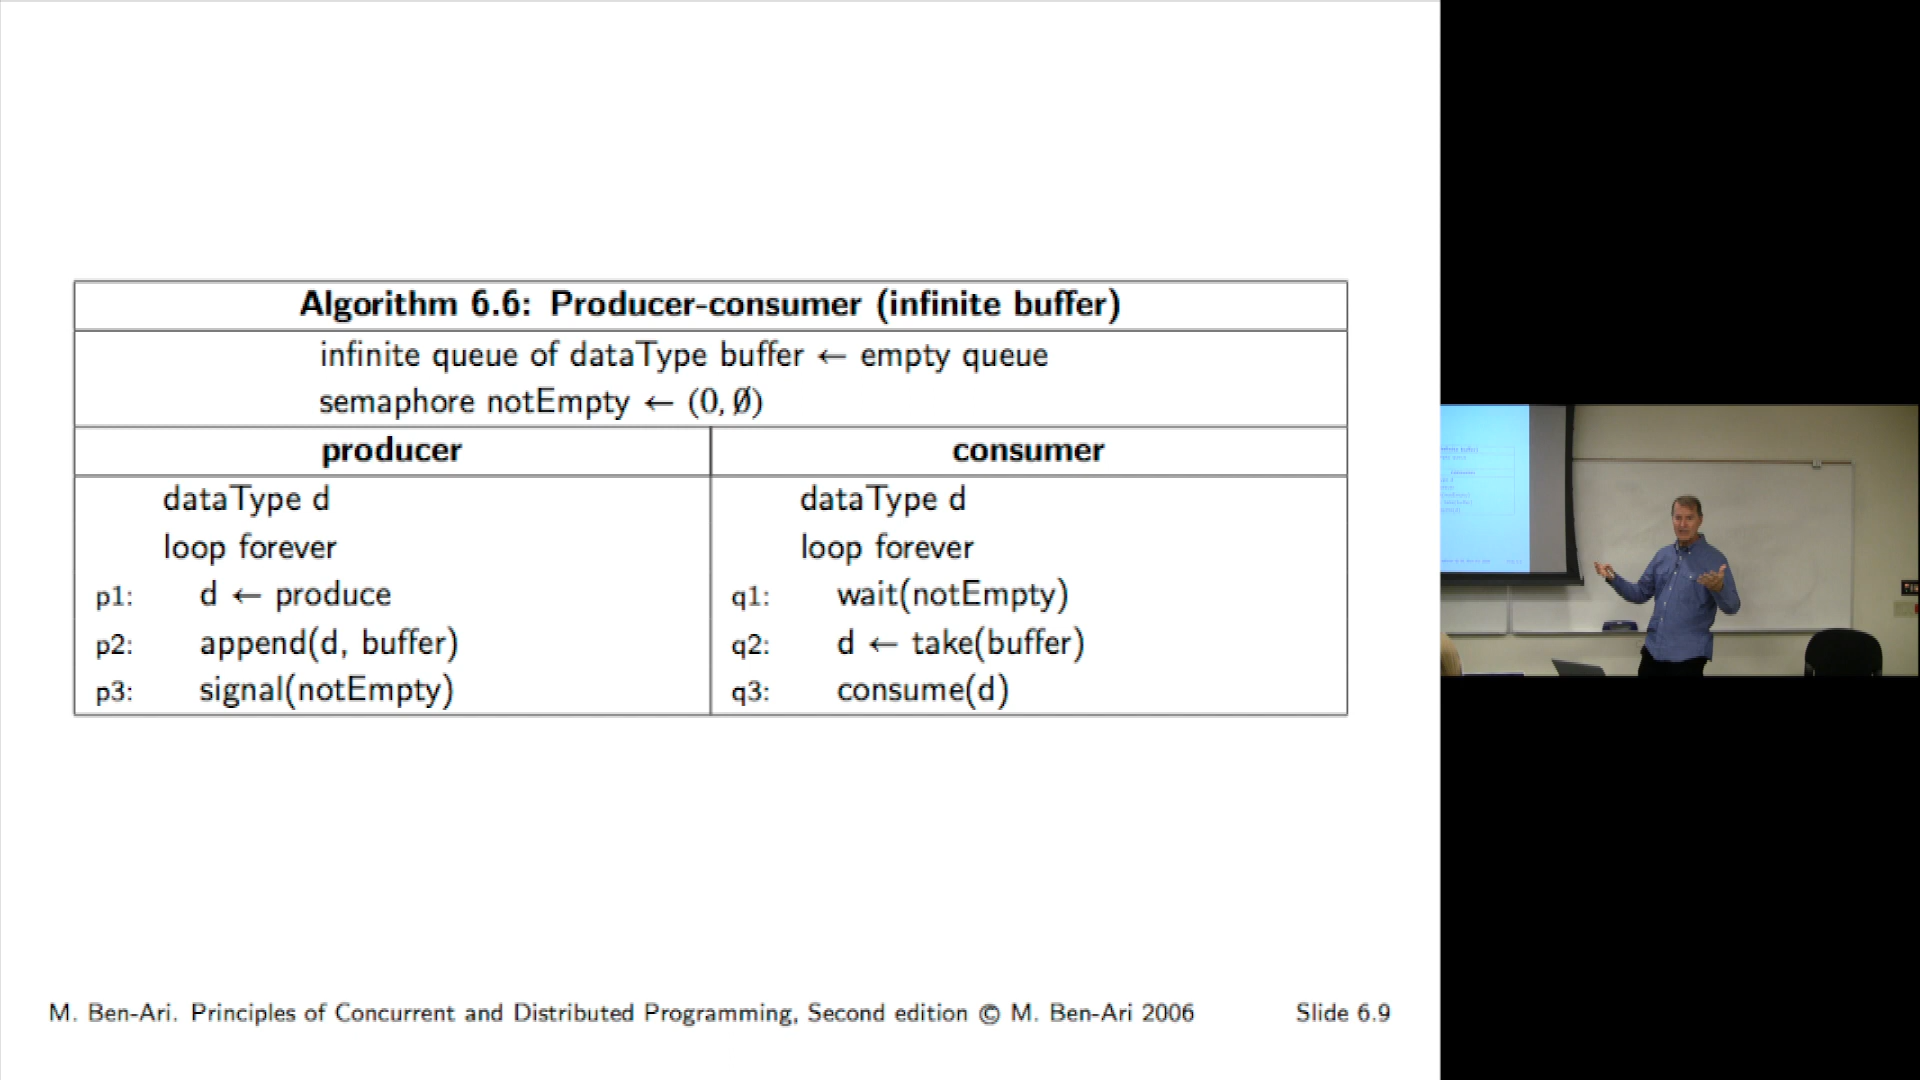 Algorithm 6.6: Producer-consumer (infinite buffer)
infinite queue of dataType buffer ← empty queue
semaphore notEmpty ← (0, ∅)
producer
consumer
dataType d
loop forever
p1: d ← produce
p2: append(d, buffer)
p3: signal(notEmpty)
dataType d
loop forever
q1: wait(notEmpty)
q2: d ← take(buffer)
q3: consume(d)
M. Ben-Ari. Principles of Concurrent and Distributed Programming, Second edition © M. Ben-Ari 2006
Slide 6.9